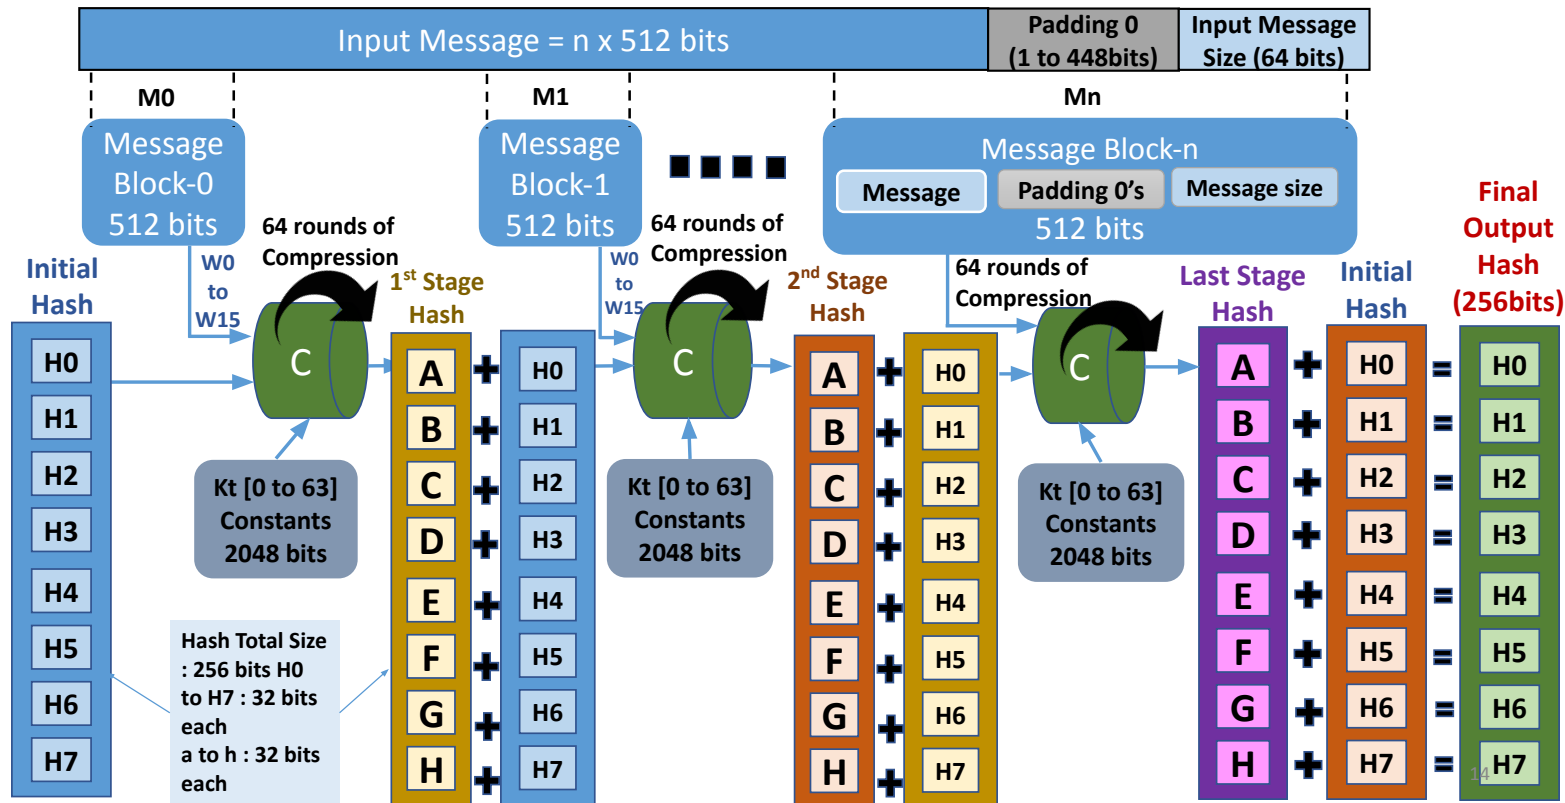 Input Message = n x 512 bits
Padding 0
(1 to 448bits)
Input Message
Size (64 bits)
M0
M1
Mn
Message
Block-0
512 bits
Message
Block-1
512 bits
Message Block-n
Message
Padding 0's
Message size
512 bits
64 rounds of
Compression
64 rounds of
Compression
64 rounds of
Compression
W0
to
W15
W0
to
W15
Initial
Hash
H0
H1
H2
H3
H4
H5
H6
H7
C
Kt [0 to 63]
Constants
2048 bits
Hash Total Size
: 256 bits H0
to H7 : 32 bits
each
a to h : 32 bits
each
1st Stage
Hash
A + H0
B + H1
C + H2
D + H3
E + H4
F + H5
G + H6
H + H7
C
Kt [0 to 63]
Constants
2048 bits
2nd Stage
Hash
A + H0
B + H1
C + H2
D + H3
E + H4
F + H5
G + H6
H + H7
C
Kt [0 to 63]
Constants
2048 bits
Last Stage
Hash
Initial
Hash
Final
Output
Hash
(256bits)
A + H0 = H0
B + H1 = H1
C + H2 = H2
D + H3 = H3
E + H4 = H4
F + H5 = H5
G + H6 = H6
H + H7 = H7
14